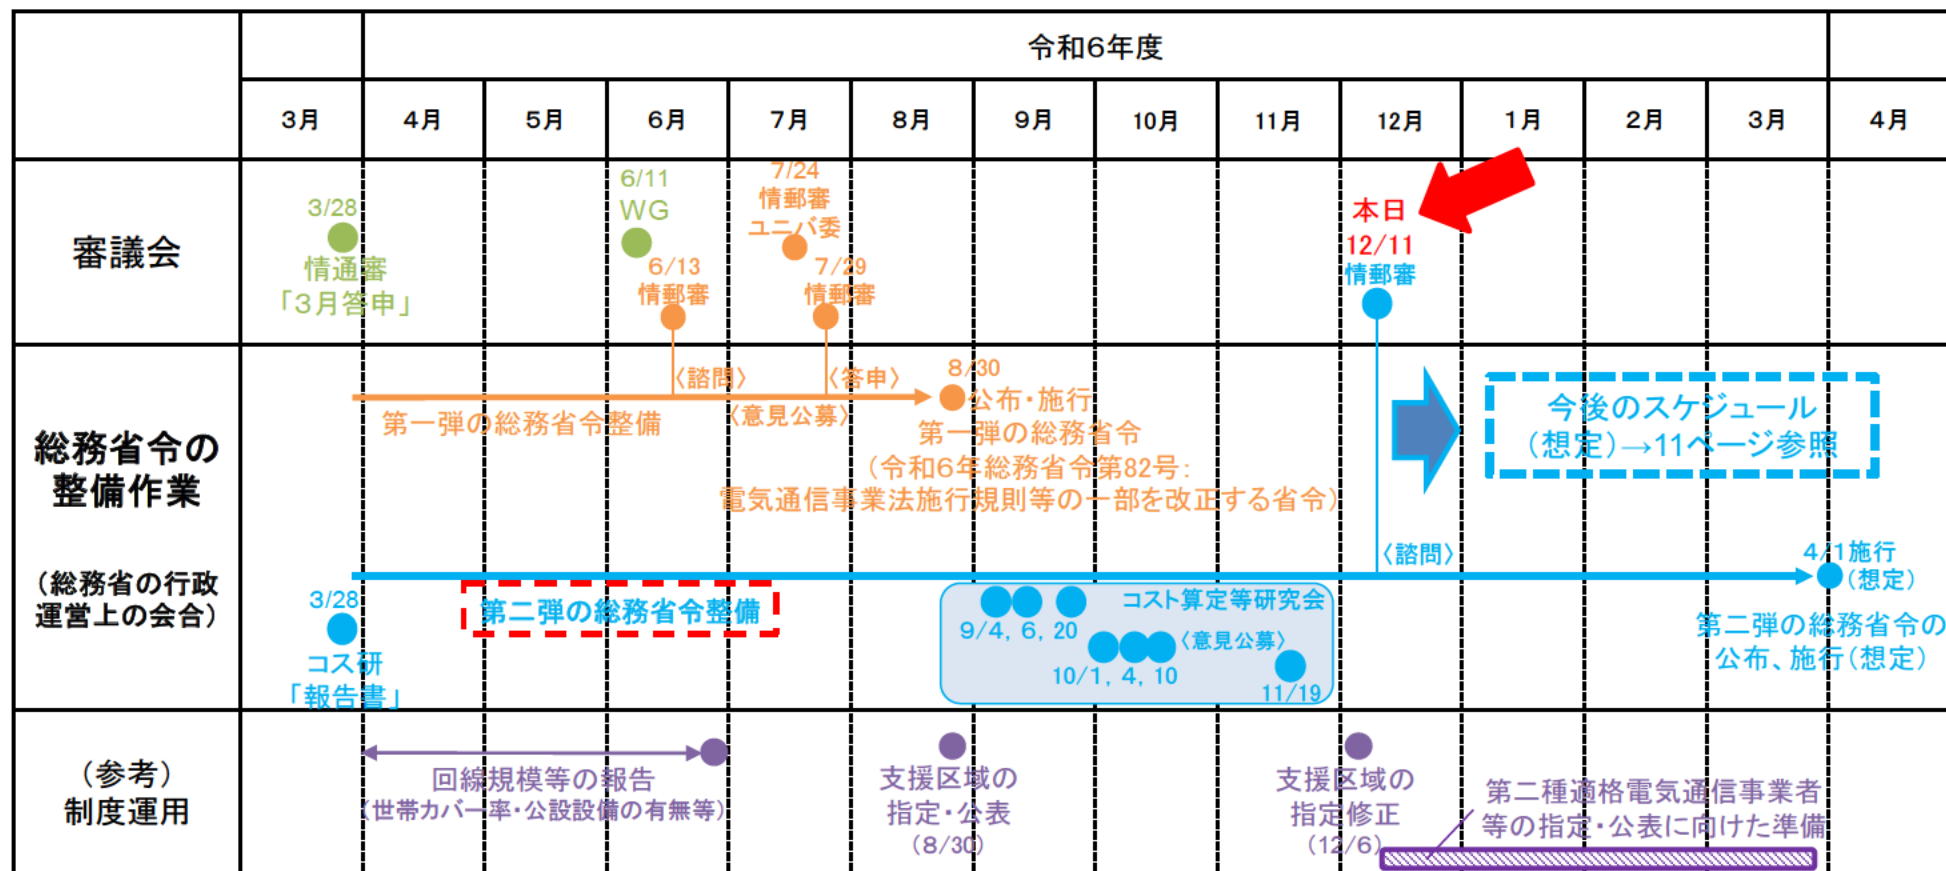 令和6年度
3月 4月 5月 6月 7月 8月 9月 10月 11月 12月 1月 2月 3月 4月
審議会
3/28
情通審
「3月答申」
6/11
WG
6/13
情郵審
7/24
情郵審
ユニバ委
7/29
情郵審
本日
12/11
情郵審
総務省令の
整備作業
(総務省の行政
運営上の会合)
〈諮問〉
〈答申〉
第一弾の総務省令整備
〈意見公募〉
8/30
公布・施行
第一弾の総務省令
(令和6年総務省令第82号:
電気通信事業法施行規則等の一部を改正する省令)
今後のスケジュール
(想定)→11ページ参照
〈諮問〉
4/1施行
(想定)
第二弾の総務省令の
公布、施行(想定)
3/28
コス研
「報告書」
第二弾の総務省令整備
コスト算定等研究会
9/4, 6, 20
〈意見公募〉
10/1, 4, 10
11/19
(参考)
制度運用
回線規模等の報告
(世帯カバー率・公設設備の有無等)
支援区域の
指定・公表
(8/30)
支援区域の
指定修正
(12/6)
第二種適格電気通信事業者
等の指定・公表に向けた準備